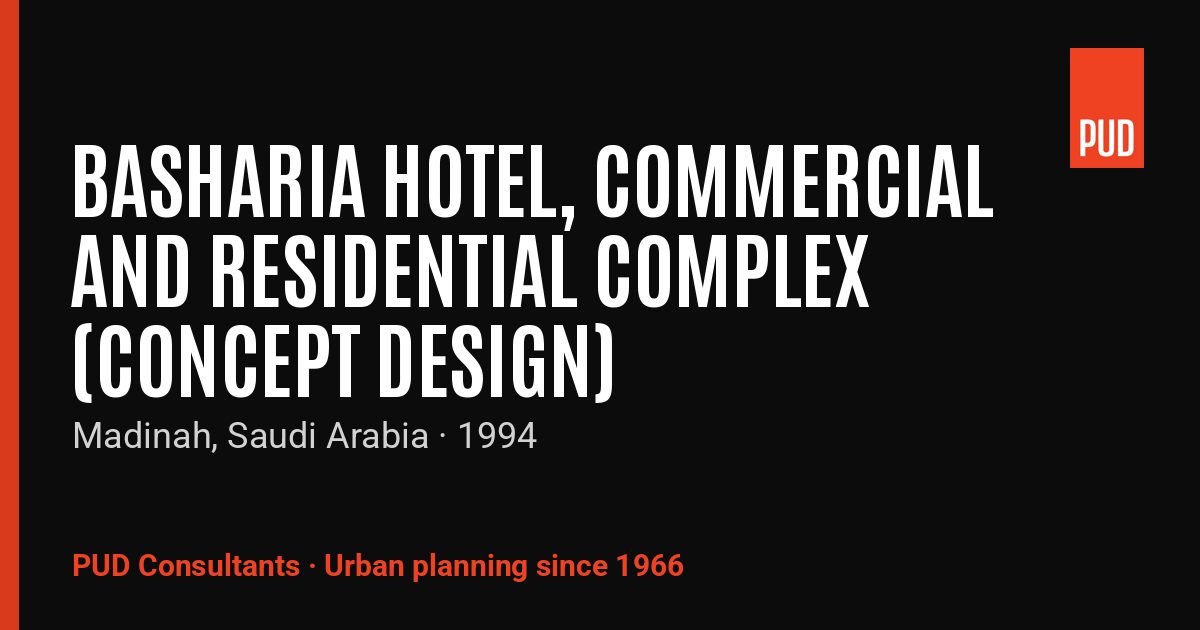 PUD
BASHARIA HOTEL, COMMERCIAL
AND RESIDENTIAL COMPLEX
(CONCEPT DESIGN)
Madinah, Saudi Arabia · 1994
PUD Consultants · Urban planning since 1966